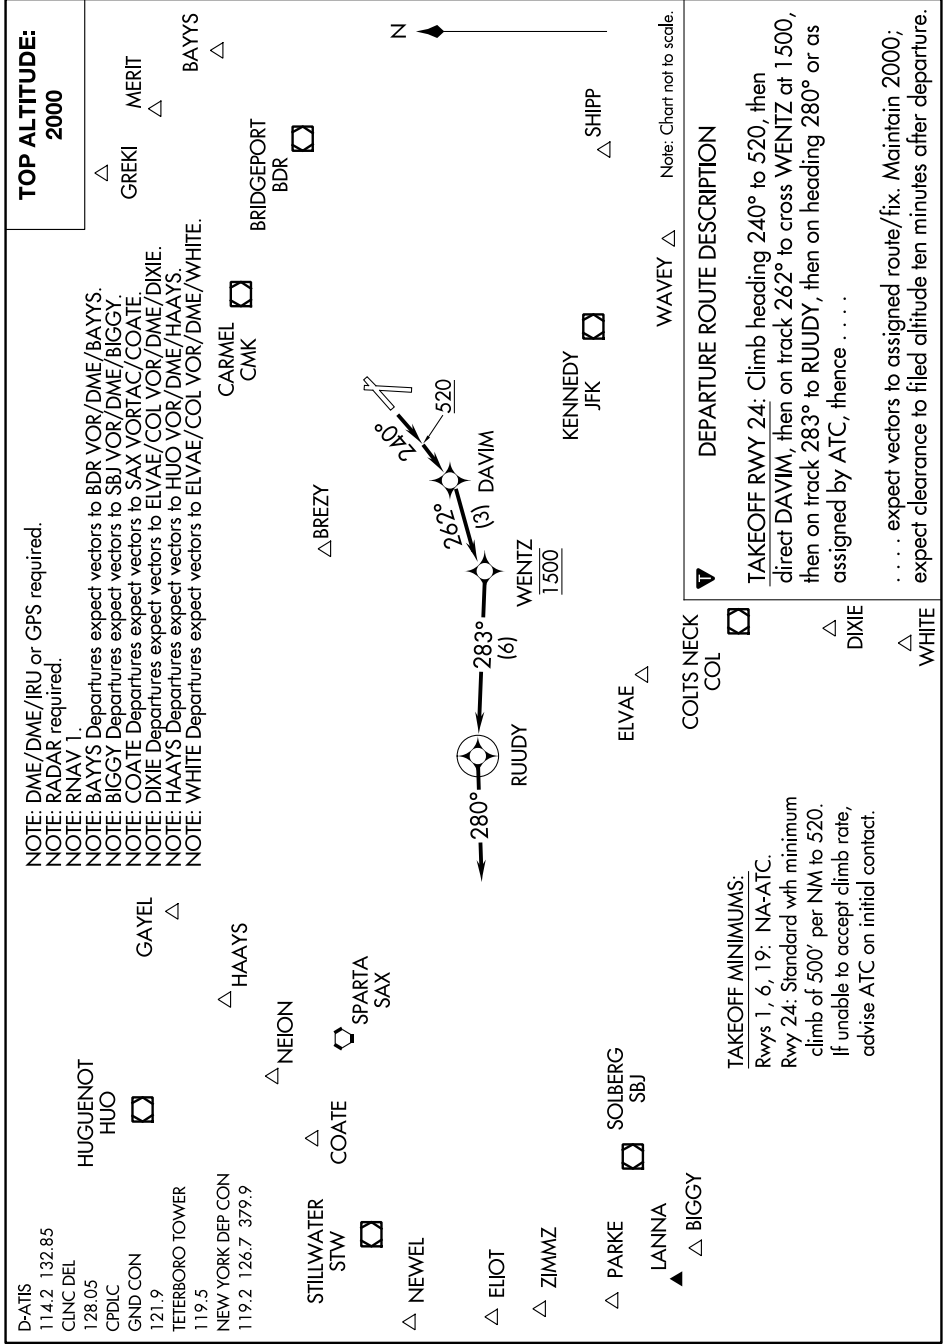 D-ATIS
114.2 132.85
CLNC DEL
128.05
CPDLC
GND CON
121.9
TETERBORO TOWER
119.5
NEW YORK DEP CON
119.2 126.7 379.9
NOTE: DME/DME/IRU or GPS required.
NOTE: RADAR required.
NOTE: RNAV 1.
NOTE: BAYYS Departures expect vectors to BDR VOR/DME/BAYYS.
NOTE: BIGGY Departures expect vectors to SBJ VOR/DME/BIGGY.
NOTE: COATE Departures expect vectors to SAX VORTAC/COATE.
NOTE: DIXIE Departures expect vectors to ELVAE/COL VOR/DME/DIXIE.
NOTE: HAAYS Departures expect vectors to HUO VOR/DME/HAAYS.
NOTE: WHITE Departures expect vectors to ELVAE/COL VOR/DME/WHITE.
TOP ALTITUDE:
2000
GREKI
MERIT
BAYYS
N
HUGUENOT
HUO
GAYEL
HAAYS
NEION
CARMEL
CMK
BRIDGEPORT
BDR
STILLWATER
STW
COATE
SPARTA
SAX
BREZY
240°
520
NEWEL
ELIOT
ZIMMZ
280°
RUUDY
283°
(6)
WENTZ
1500
262°
(3)
DAVIM
KENNEDY
JFK
SHIPP
PARKE
LANNA
BIGGY
SOLBERG
SBJ
ELVAE
COLTS NECK
COL
DIXIE
WHITE
WAVEY
Note: Chart not to scale.
TAKEOFF MINIMUMS:
Rwys 1, 6, 19: NA-ATC.
Rwy 24: Standard wth minimum
climb of 500' per NM to 520.
If unable to accept climb rate,
advise ATC on initial contact.
T
DEPARTURE ROUTE DESCRIPTION
TAKEOFF RWY 24: Climb heading 240° to 520, then
direct DAVIM, then on track 262° to cross WENTZ at 1500,
then on track 283° to RUUDY, then on heading 280° or as
assigned by ATC, thence . . . .
. . . . expect vectors to assigned route/fix. Maintain 2000;
expect clearance to filed altitude ten minutes after departure.